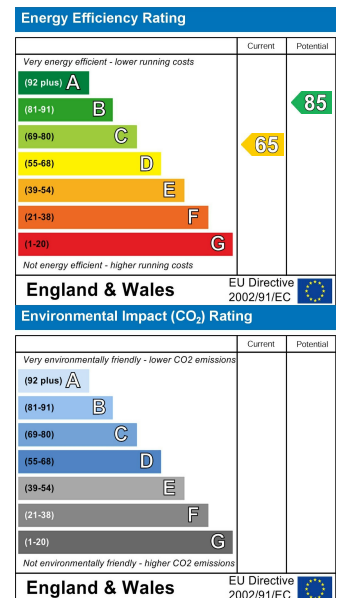 Energy Efficiency Rating
Current Potential
Very energy efficient - lower running costs
(92 plus) A
(81-91) B 85
(69-80) C
65
(55-68) D
(39-54) E
(21-38) F
(1-20) G
Not energy efficient - higher running costs
England & Wales EU Directive 2002/91/EC
Environmental Impact (CO₂) Rating
Current Potential
Very environmentally friendly - lower CO2 emissions
(92 plus) A
(81-91) B
(69-80) C
(55-68) D
(39-54) E
(21-38) F
(1-20) G
Not environmentally friendly - higher CO2 emissions
England & Wales EU Directive 2002/91/EC